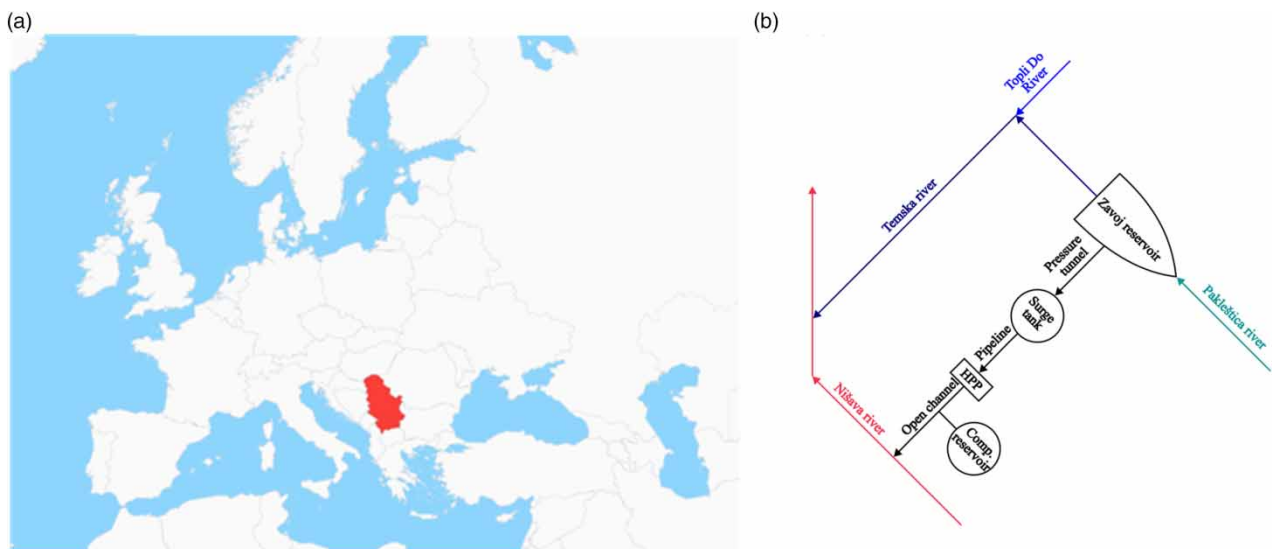 (a)
(b)
Topli Do
River
Temska river
Zavoj reservoir
Pressure
tunnel
Surge
tank
Pakleštica river
Pipeline
HPP
Open channel
Nišava river
Comp.
reservoir